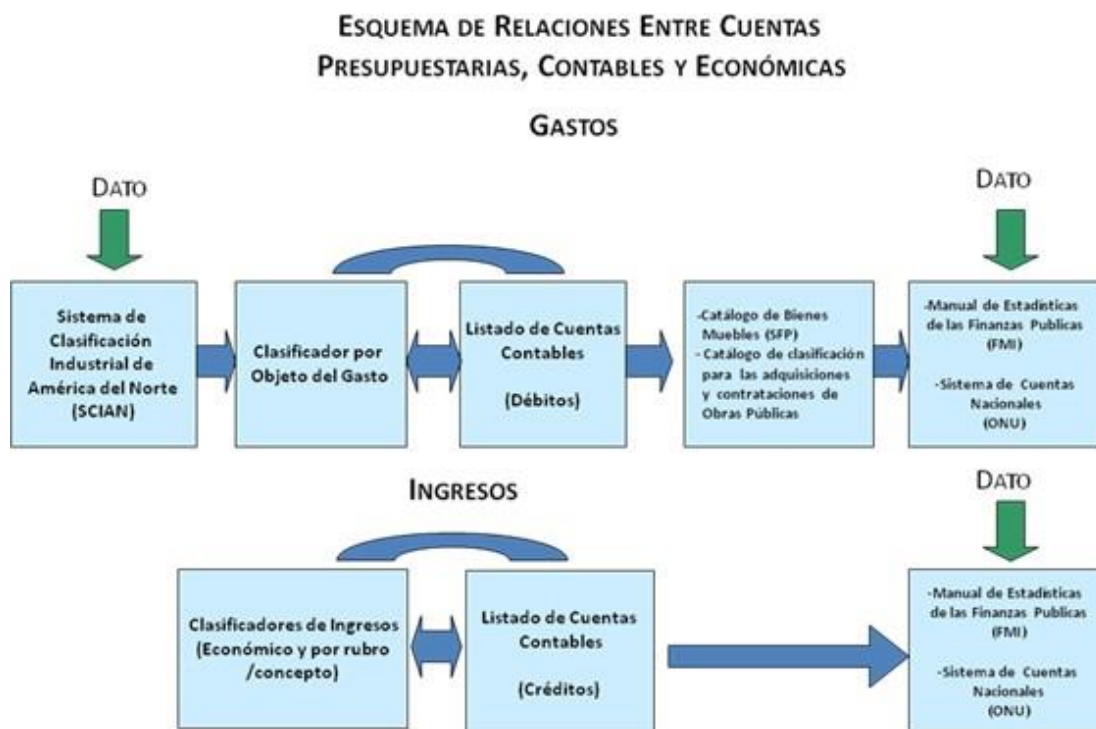 ESQUEMA DE RELACIONES ENTRE CUENTAS
PRESUPUESTARIAS, CONTABLES Y ECONÓMICAS
GASTOS
DATO
DATO
Sistema de
Clasificación
Industrial de
América del Norte
(SCIAN)
Clasificador por
Objeto del Gasto
Listado de Cuentas
Contables
(Débitos)
-Catálogo de Bienes
Muebles (SFP)
- Catálogo de clasificación
para las adquisiciones
y contrataciones de
Obras Públicas
-Manual de Estadísticas
de las Finanzas Publicas
(FMI)
-Sistema de Cuentas
Nacionales
(ONU)
INGRESOS
DATO
Clasificadores de Ingresos
(Económico y por rubro
/concepto)
Listado de Cuentas
Contables
(Créditos)
-Manual de Estadísticas
de las Finanzas Publicas
(FMI)
-Sistema de Cuentas
Nacionales
(ONU)